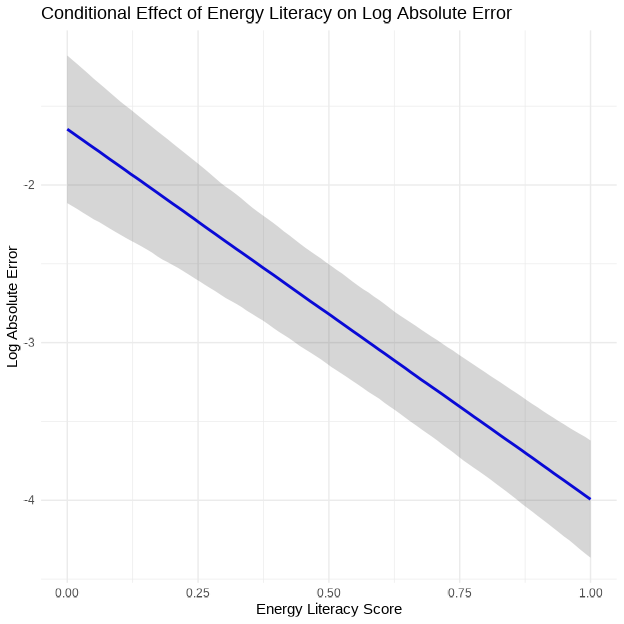 Conditional Effect of Energy Literacy on Log Absolute Error
Log Absolute Error
-2
-3
-4
0.00 0.25 0.50 0.75 1.00
Energy Literacy Score